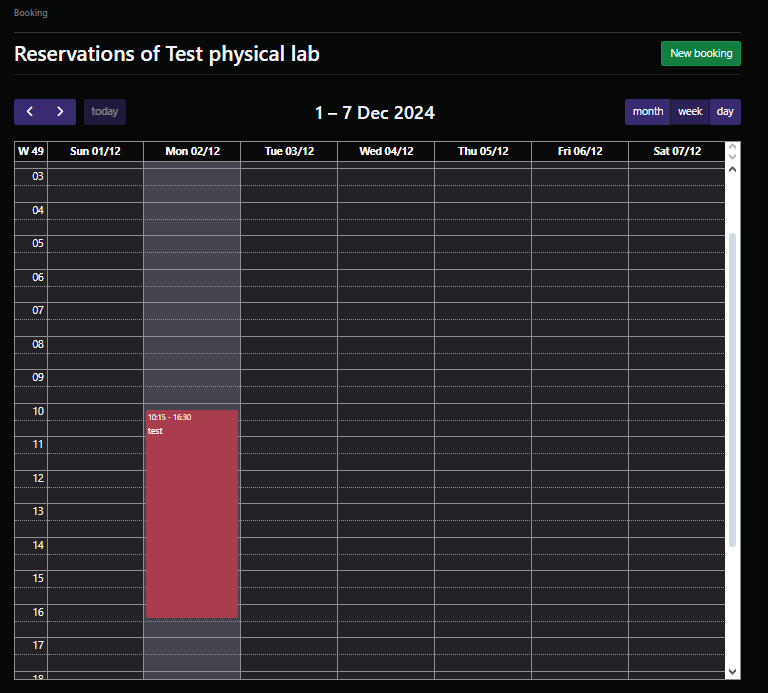 Booking
Reservations of Test physical lab
New booking
today
1 – 7 Dec 2024
month week day
W 49 Sun 01/12 Mon 02/12 Tue 03/12 Wed 04/12 Thu 05/12 Fri 06/12 Sat 07/12
03
04
05
06
07
08
09
10
10:15 - 16:30
test
11
12
13
14
15
16
17
18